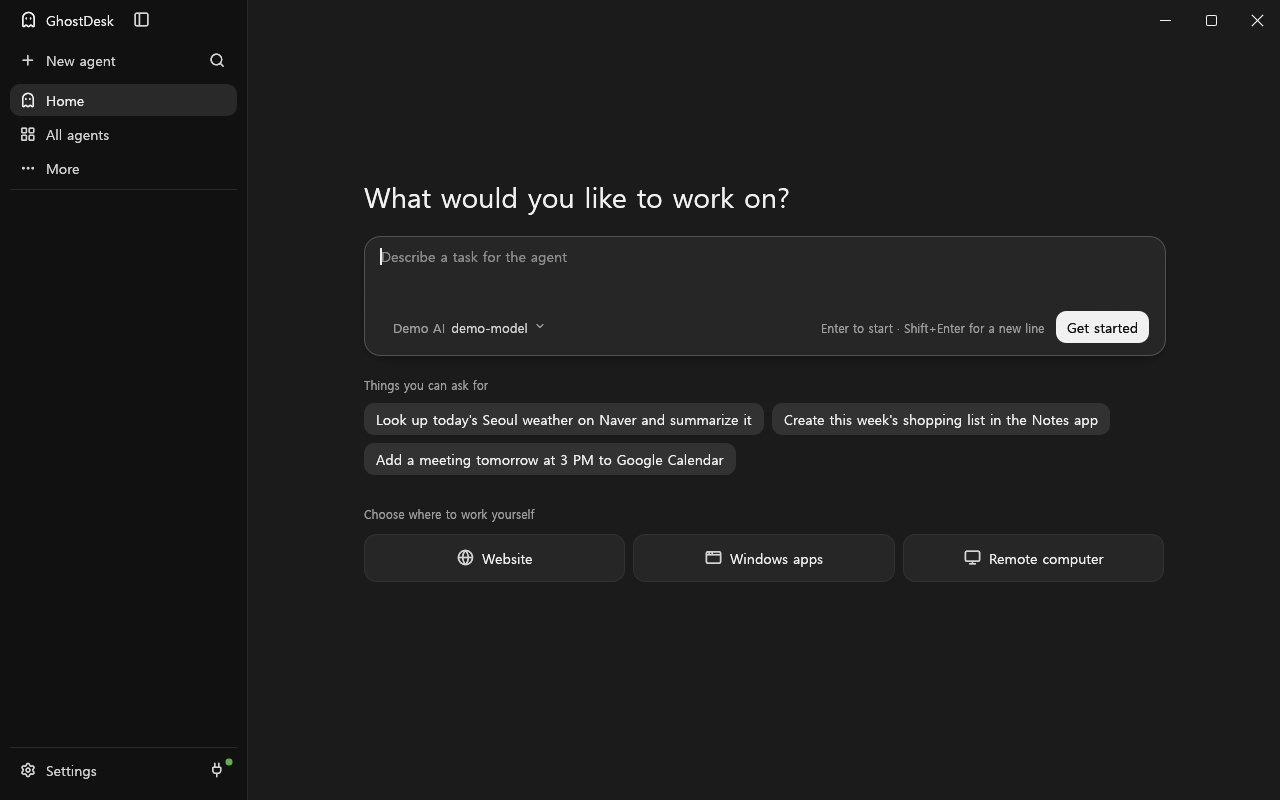 GhostDesk
New agent
Home
All agents
More
What would you like to work on?
Describe a task for the agent
Demo AI demo-model
Enter to start · Shift+Enter for a new line
Get started
Things you can ask for
Look up today's Seoul weather on Naver and summarize it
Create this week's shopping list in the Notes app
Add a meeting tomorrow at 3 PM to Google Calendar
Choose where to work yourself
Website
Windows apps
Remote computer
Settings